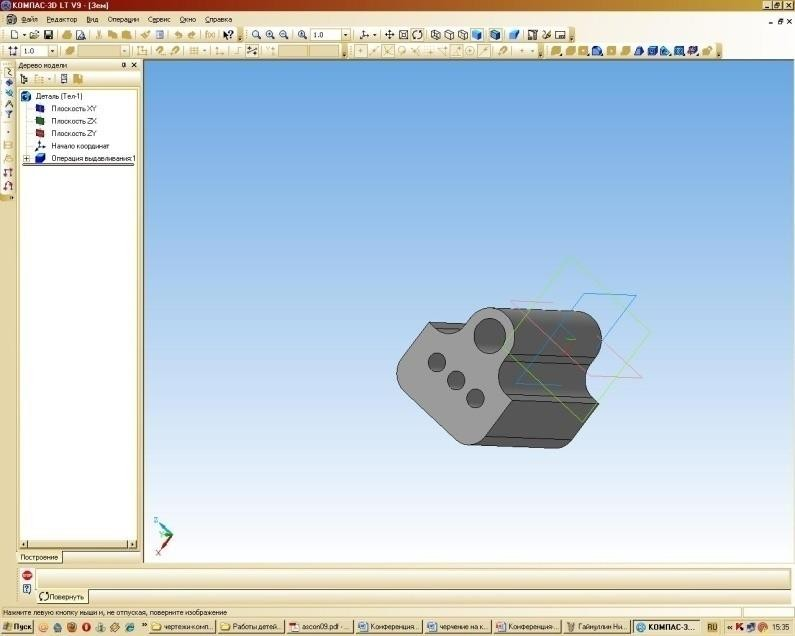 КОМПАС-3D LT V9 - [Зем]
Файл Редактор Вид Операции Сервис Окно Справка
1.0
1.0
Дерево модели
Деталь (Тел-1)
Плоскость XY
Плоскость ZX
Плоскость ZY
Начало координат
Операция выдавливания:1
Z
Y
X
Построение
STOP
Повернуть
Нажмите левую кнопку мыши и, не отпуская, поверните изображение
Пуск чертежи-комп... Работы детей... ascon09.pdf -... Конференция... черчение на к... Конференция-... Гайнуллин Ни... КОМПАС-3... RU 15:35